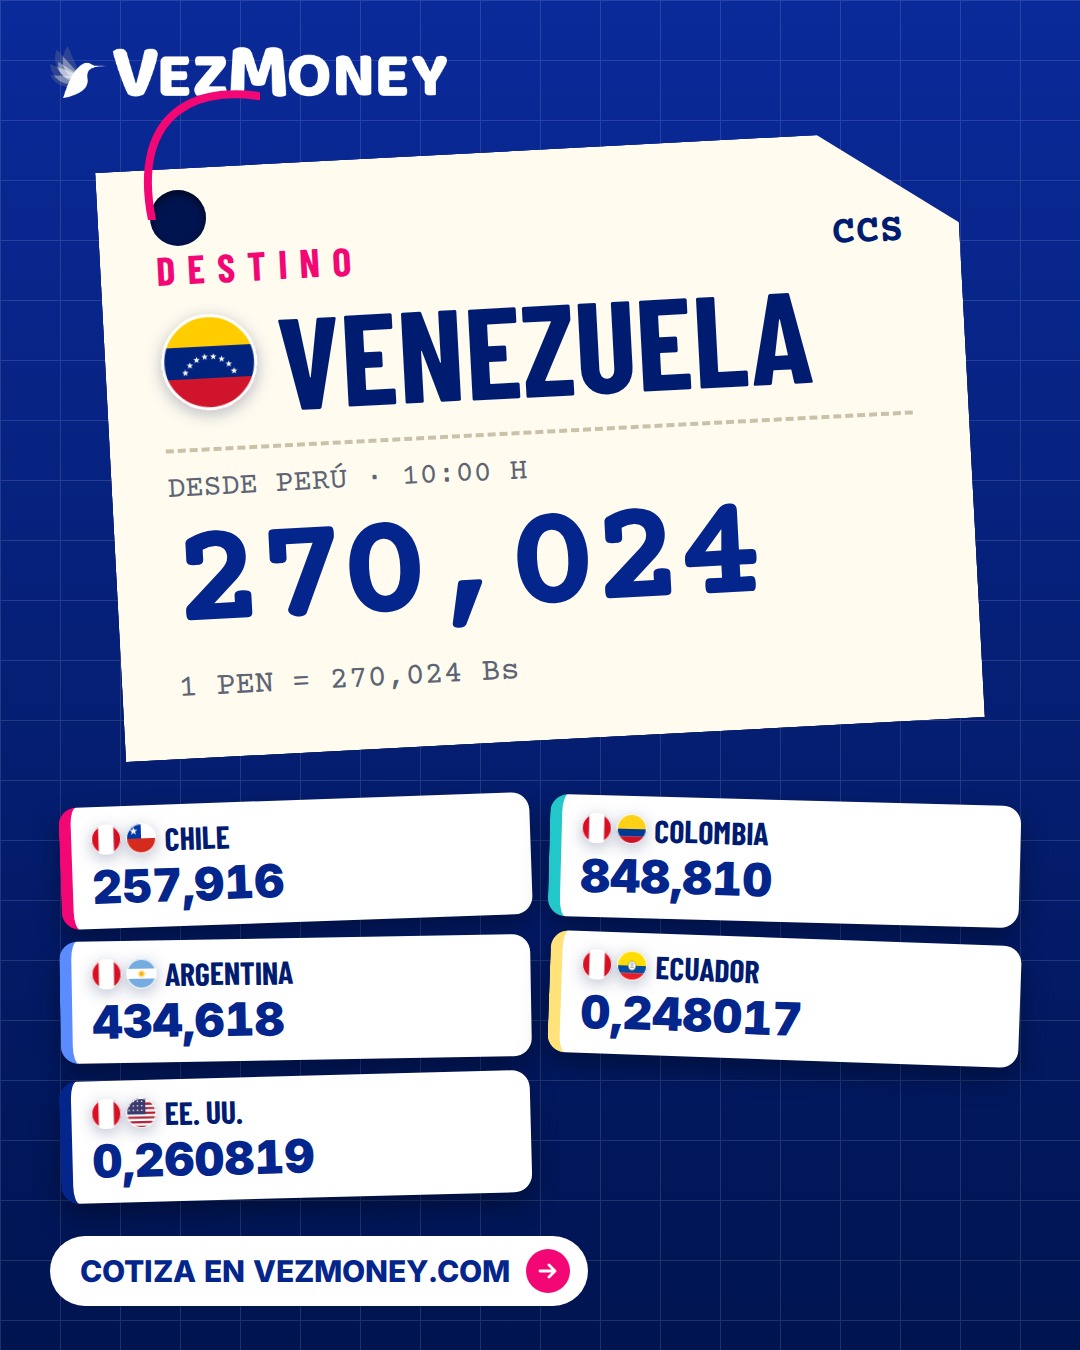 VEZMONEY
CCS
DESTINO
VENEZUELA
DESDE PERÚ · 10:00 H
270,024
1 PEN = 270,024 Bs
CHILE
257,916
COLOMBIA
848,810
ARGENTINA
434,618
ECUADOR
0,248017
EE. UU.
0,260819
COTIZA EN VEZMONEY.COM